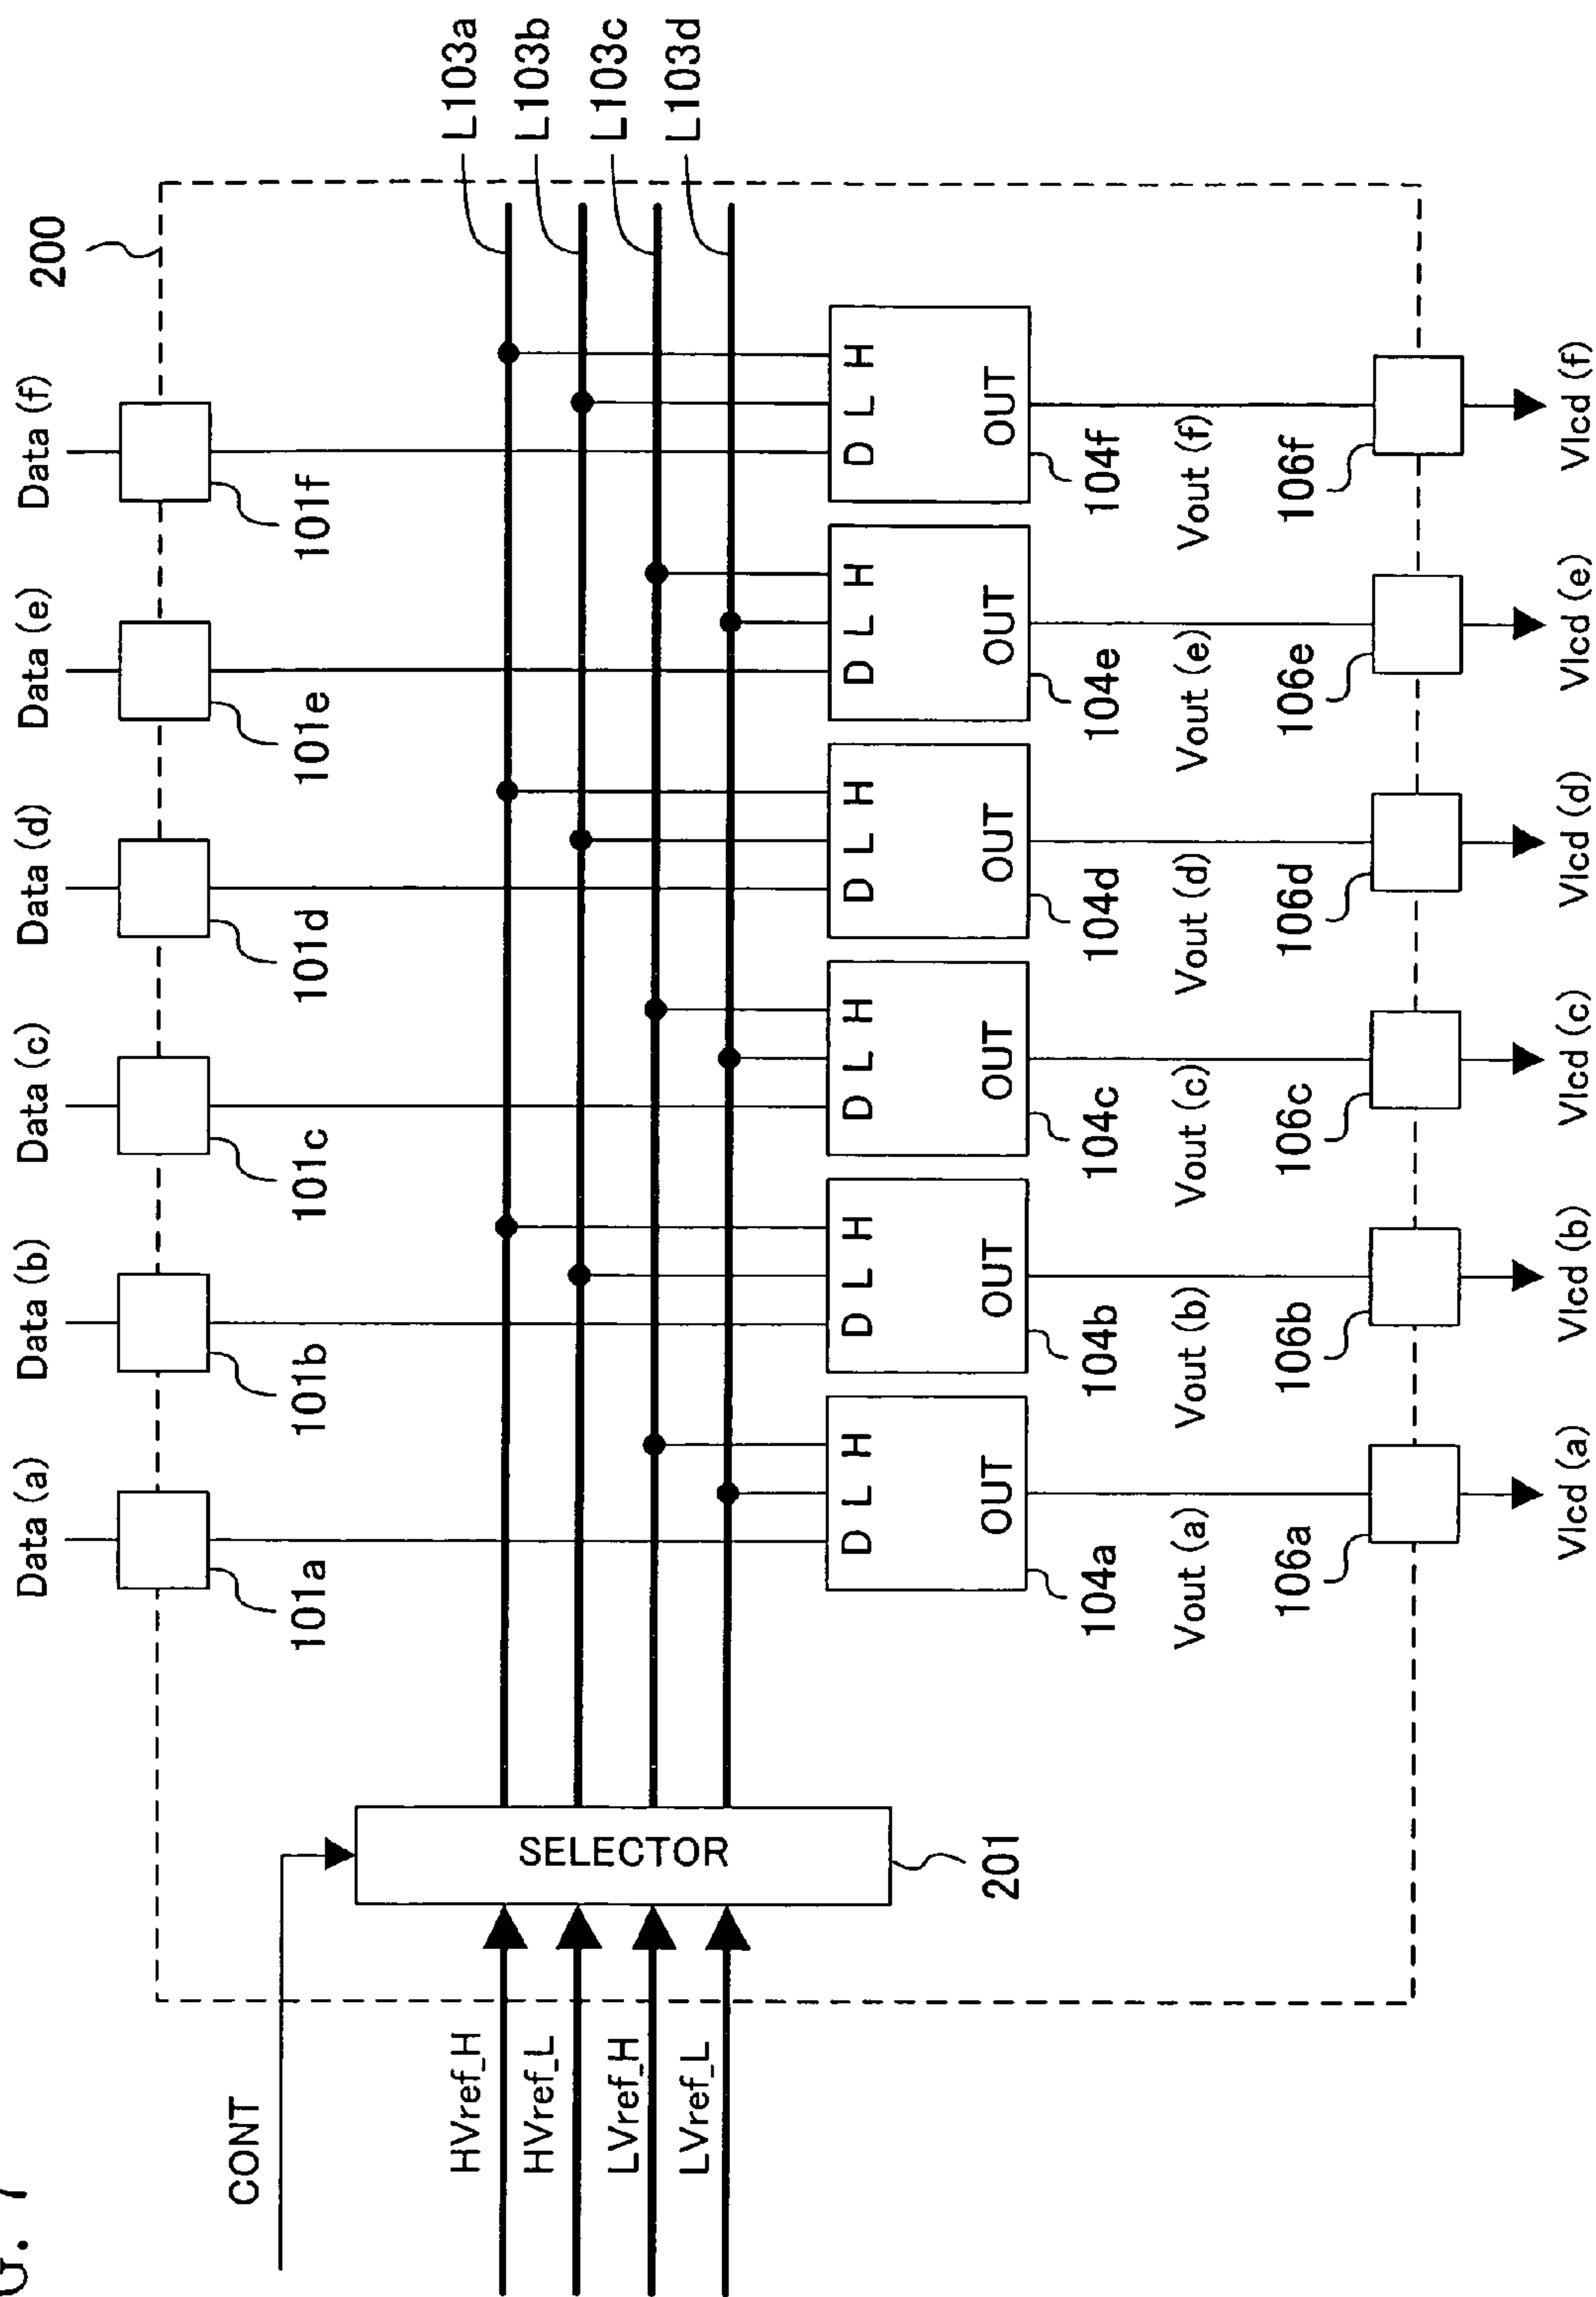 G. 7
Data (a) Data (b) Data (c) Data (d) Data (e) Data (f)
200
101a 101b 101c 101d 101e 101f
CONT
L103a
L103b
L103c
L103d
HVref_H
HVref_L
LVref_H
LVref_L
SELECTOR
201
D L H D L H D L H D L H D L H D L H
OUT OUT OUT OUT OUT OUT
104a 104b 104c 104d 104e 104f
Vout (a) Vout (b) Vout (c) Vout (d) Vout (e) Vout (f)
106a 106b 106c 106d 106e 106f
Vlcd (a) Vlcd (b) Vlcd (c) Vlcd (d) Vlcd (e) Vlcd (f)